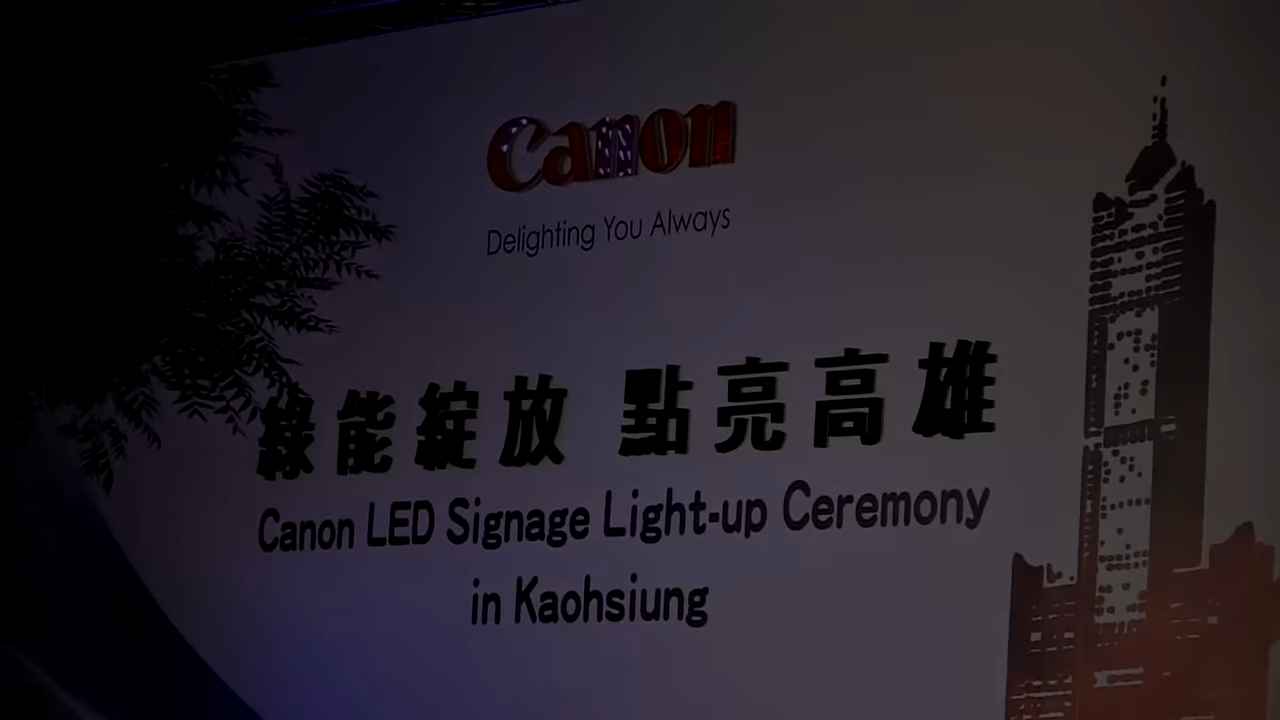 Canon
Delighting You Always
綠能綻放 點亮高雄
Canon LED Signage Light-up Ceremony
in Kaohsiung